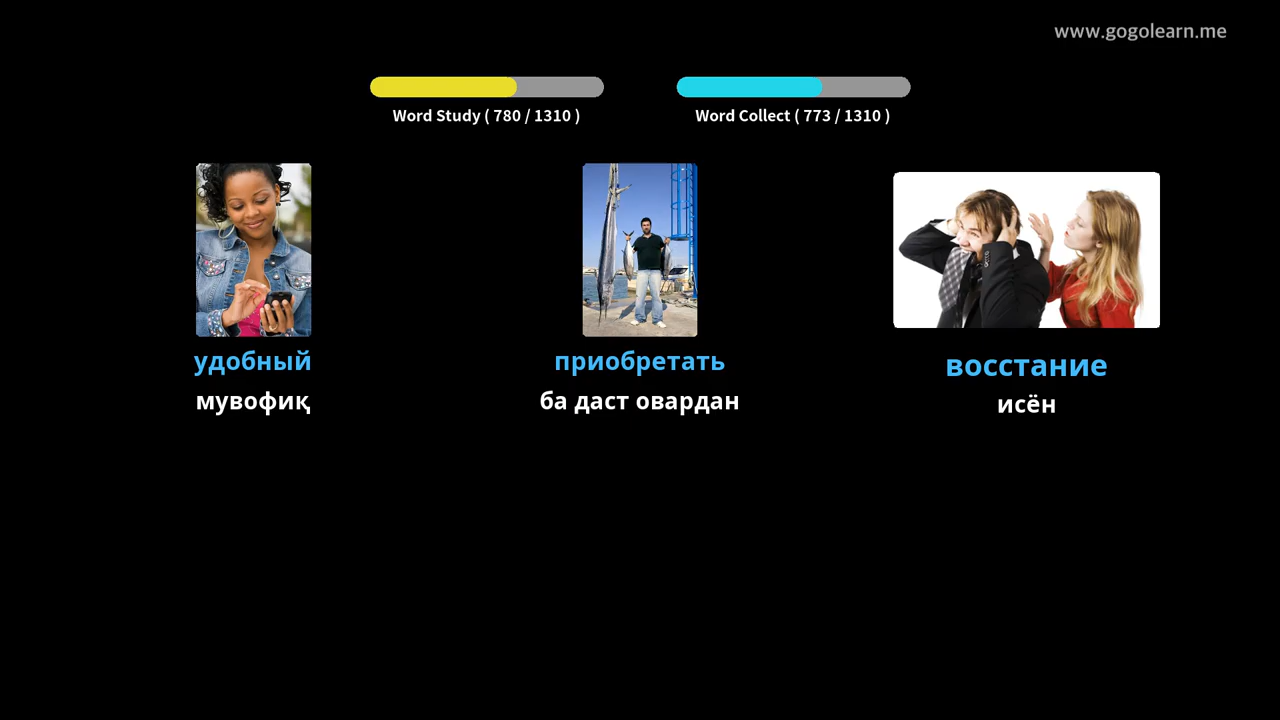 www.gogolearn.me
Word Study ( 780 / 1310 )
Word Collect ( 773 / 1310 )
удобный
мувофиқ
приобретать
ба даст овардан
восстание
исён